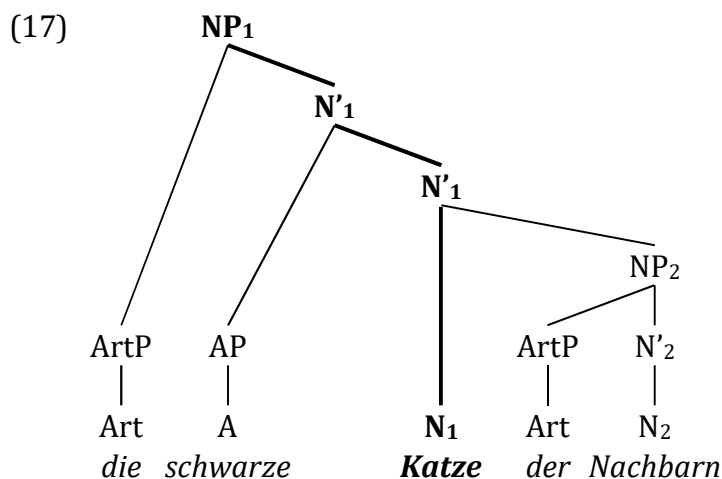 (17) NP1
N'1
N'1
NP2
ArtP AP ArtP N'2
Art A N1 Art N2
die schwarze Katze der Nachbarn